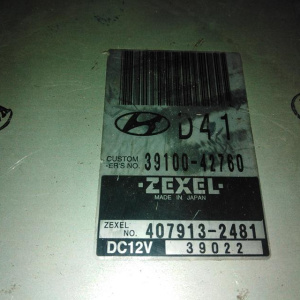 D41
CUSTOM
-ER'S NO. 39100-42760
·ZEXEL·
MADE IN JAPAN
ZEXEL
NO. 407913-2481
DC12V 39022